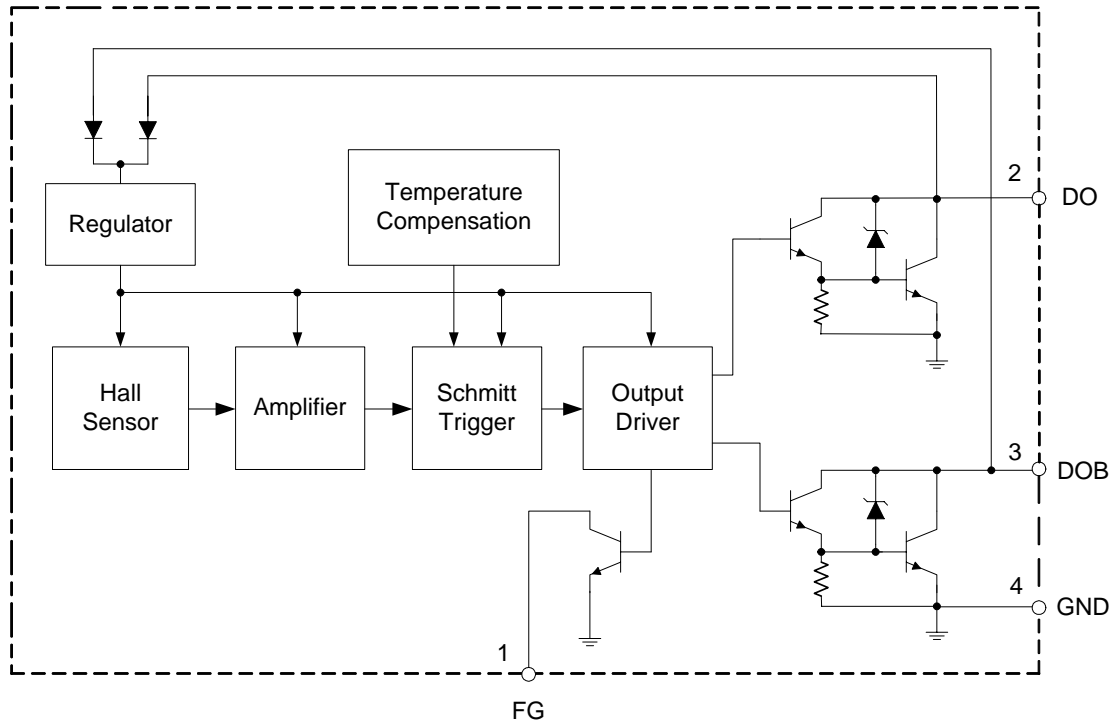 Temperature
Compensation
Regulator
2
DO
Hall
Sensor
Amplifier
Schmitt
Trigger
Output
Driver
3
DOB
4
GND
1
FG